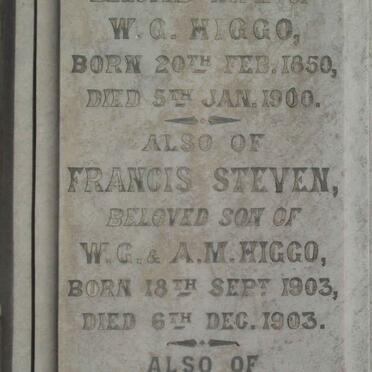 W. G. HIGGO,
BORN 20TH FEB. 1850,
DIED 5TH JAN. 1900.
ALSO OF
FRANCIS STEVEN,
BELOVED SON OF
W. G. & A. M. HIGGO,
BORN 18TH SEPT 1903,
DIED 6TH DEC. 1903.
ALSO OF